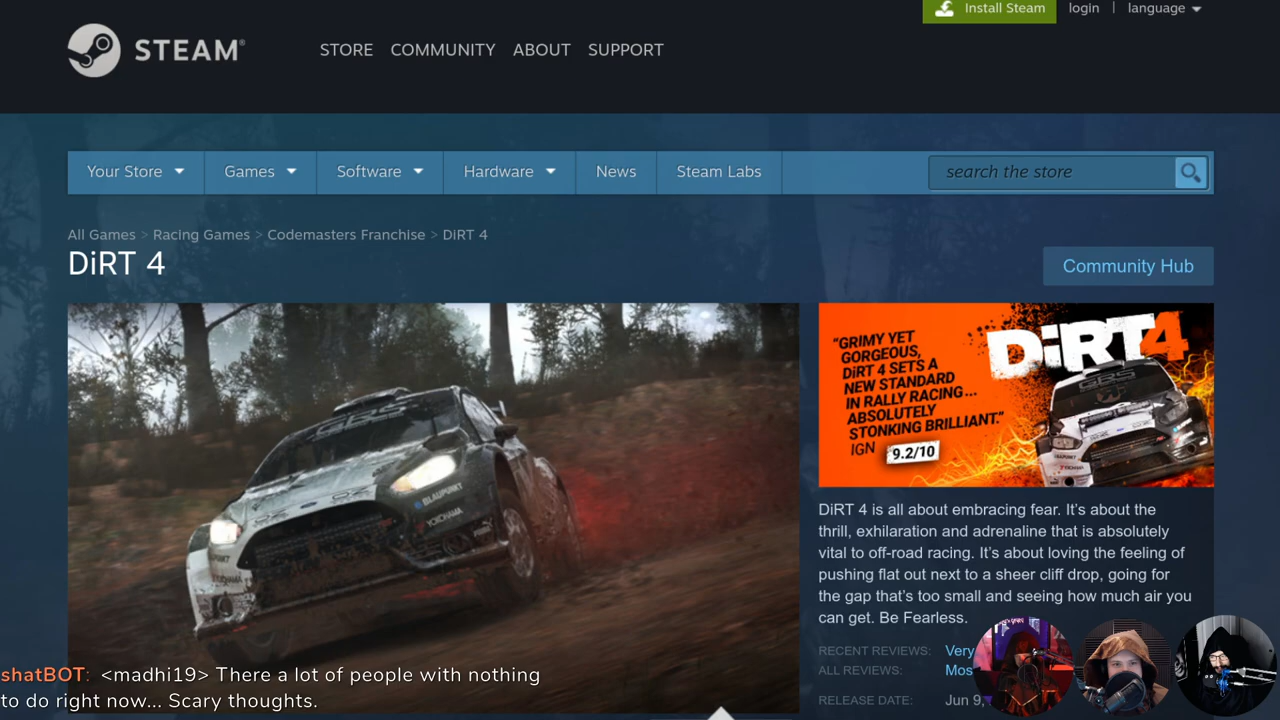 Install Steam
login | language
STEAM®
STORE COMMUNITY ABOUT SUPPORT
Your Store Games Software Hardware News Steam Labs
search the store
All Games > Racing Games > Codemasters Franchise > DiRT 4
DiRT 4
Community Hub
GBS
BLAUPUNKT
YOKOHAMA
"GRIMY YET
GORGEOUS,
DiRT 4 SETS A
NEW STANDARD
IN RALLY RACING...
ABSOLUTELY
STONKING BRILLIANT."
IGN 9.2/10
DiRT4
DiRT 4 is all about embracing fear. It's about the
thrill, exhilaration and adrenaline that is absolutely
vital to off-road racing. It's about loving the feeling of
pushing flat out next to a sheer cliff drop, going for
the gap that's too small and seeing how much air you
can get. Be Fearless.
RECENT REVIEWS: Very
ALL REVIEWS: Mos
RELEASE DATE: Jun 9,
shatBOT: <madhi19> There a lot of people with nothing
to do right now... Scary thoughts.